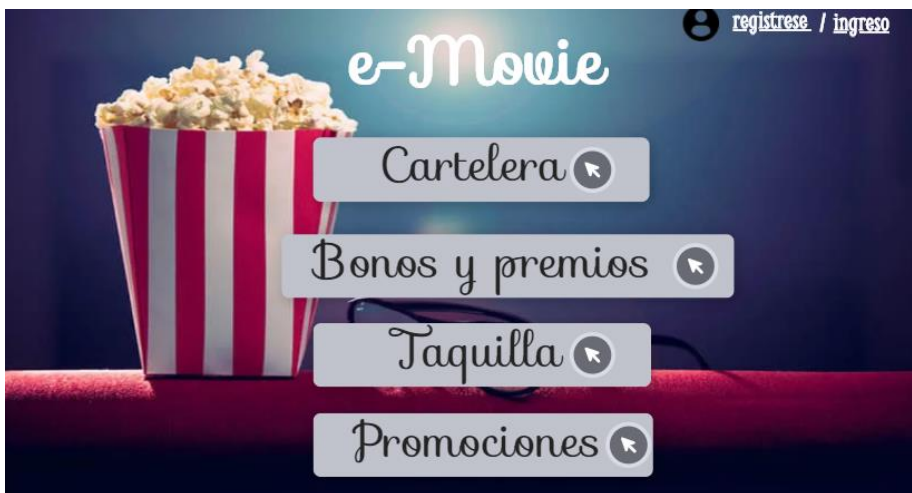 registrese / ingreso
e-Movie
Cartelera
Bonos y premios
Taquilla
Promociones